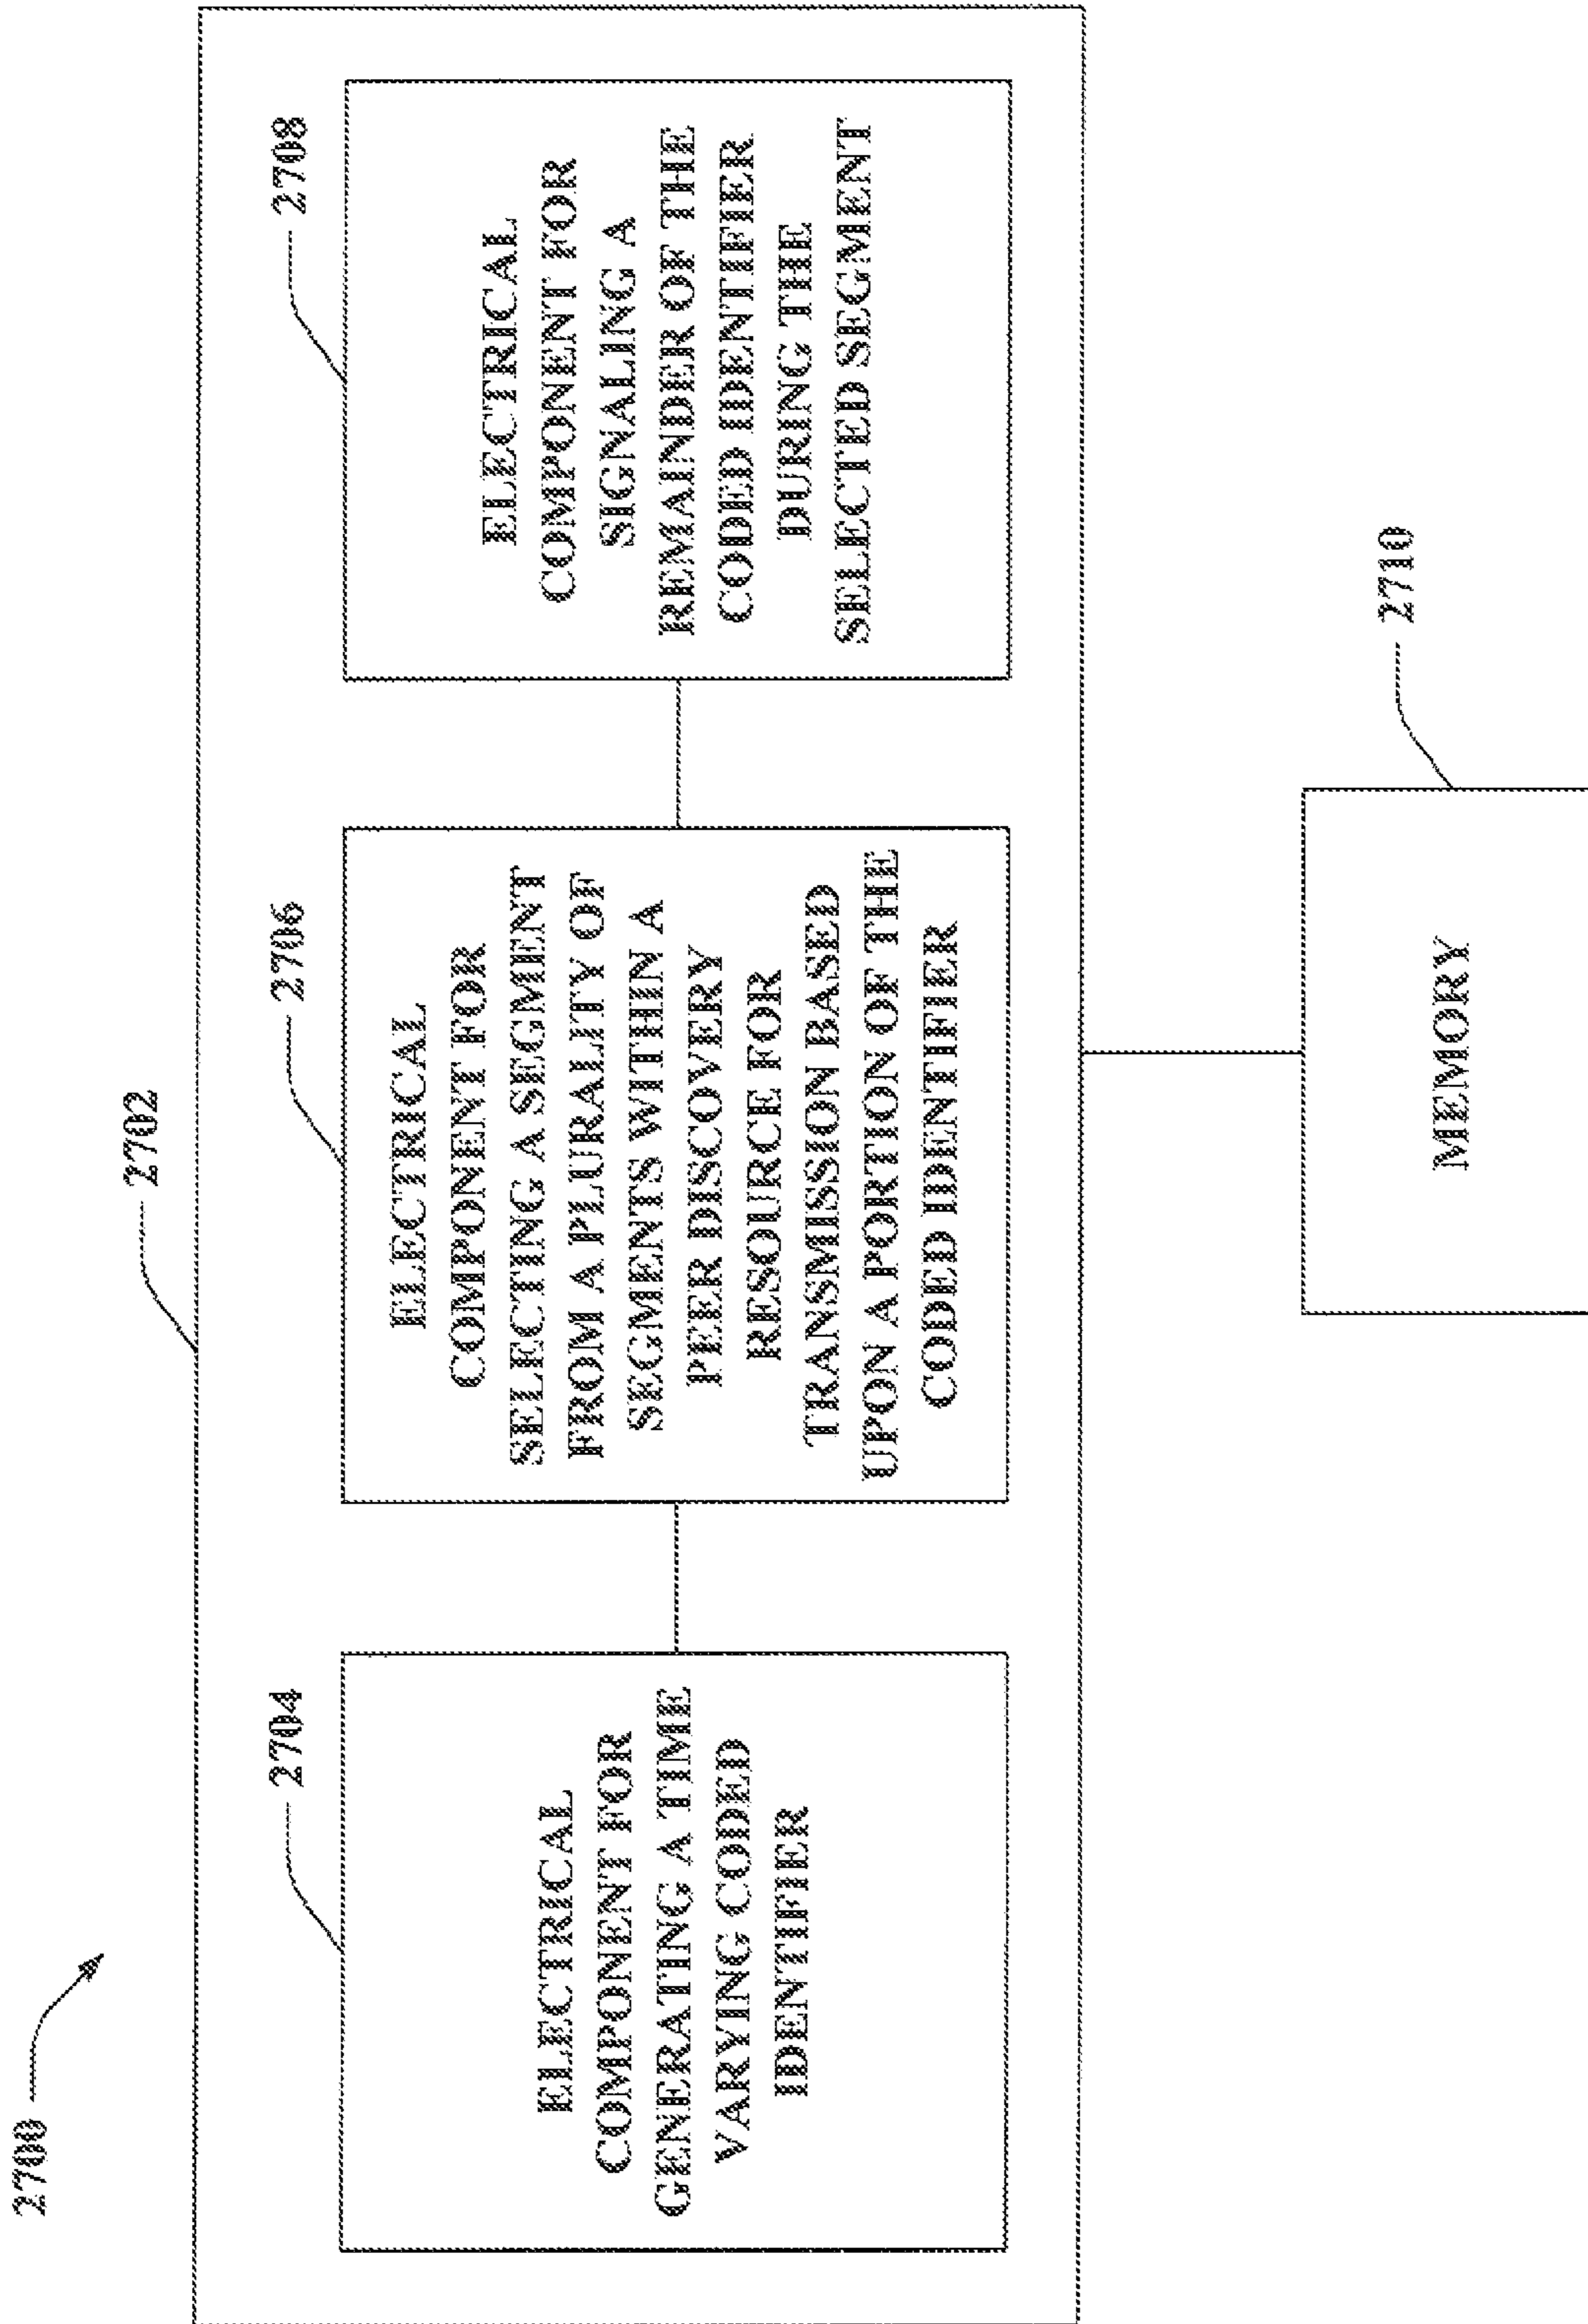 2700
2702
2704
ELECTRICAL
COMPONENT FOR
GENERATING A TIME
VARYING CODED
IDENTIFIER
2706
ELECTRICAL
COMPONENT FOR
SELECTING A SEGMENT
FROM A PLURALITY OF
SEGMENTS WITHIN A
PEER DISCOVERY
RESOURCE FOR
TRANSMISSION BASED
UPON A PORTION OF THE
CODED IDENTIFIER
2708
ELECTRICAL
COMPONENT FOR
SIGNALING A
REMAINDER OF THE
CODED IDENTIFIER
DURING THE
SELECTED SEGMENT
2710
MEMORY